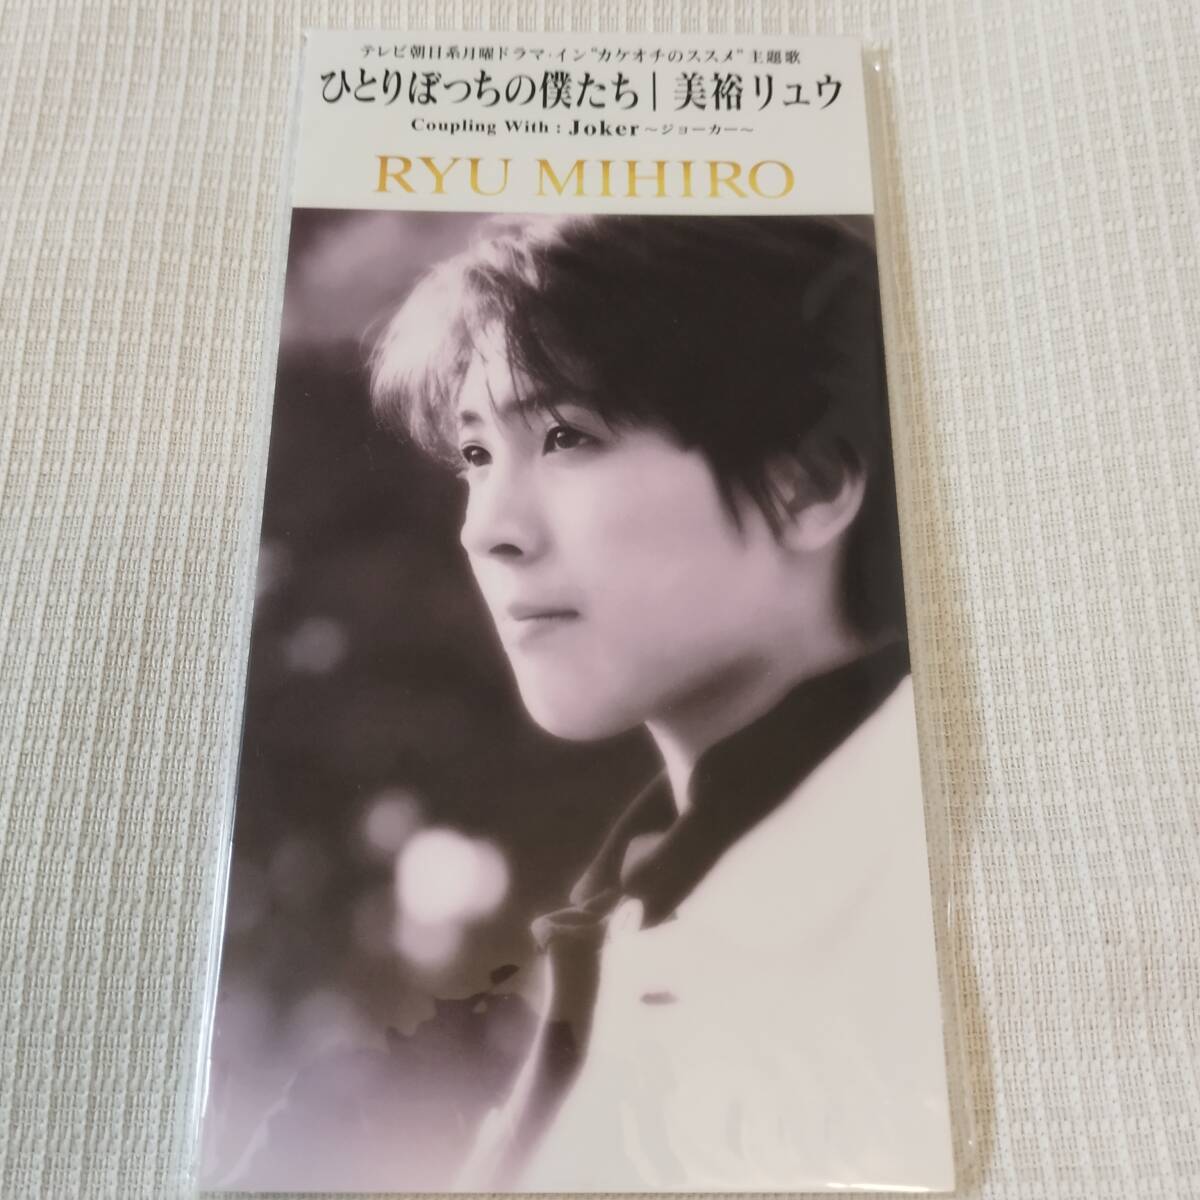 テレビ朝日系月曜ドラマ・イン"カケオチのススメ"主題歌
ひとりぼっちの僕たち｜美裕リュウ
Coupling With : Joker ～ジョーカー～
RYU MIHIRO